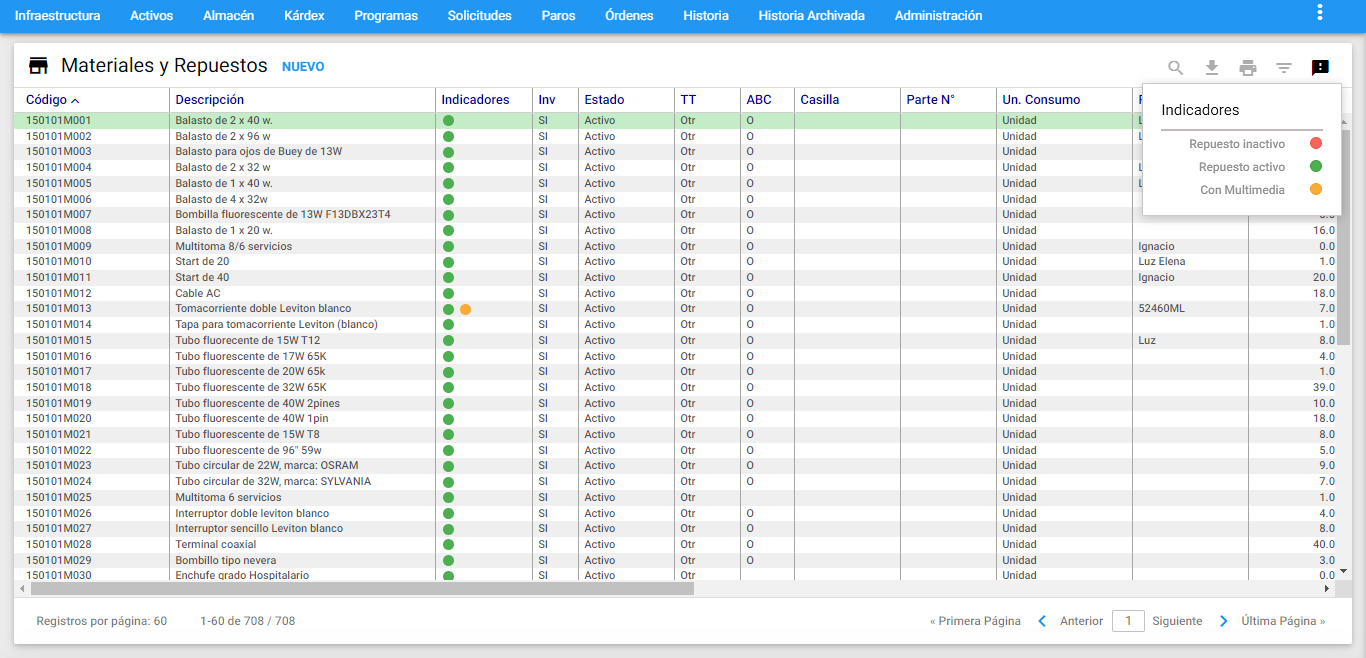 Infraestructura Activos Almacén Kárdex Programas Solicitudes Paros Órdenes Historia Historia Archivada Administración
Materiales y Repuestos NUEVO
Código Descripción Indicadores Inv Estado TT ABC Casilla Parte N° Un. Consumo
Indicadores
Repuesto inactivo
Repuesto activo
Con Multimedia
150101M001 Balasto de 2 x 40 w. SI Activo Otr O Unidad
150101M002 Balasto de 2 x 96 w SI Activo Otr O Unidad
150101M003 Balasto para ojos de Buey de 13W SI Activo Otr O Unidad
150101M004 Balasto de 2 x 32 w SI Activo Otr O Unidad
150101M005 Balasto de 1 x 40 w. SI Activo Otr O Unidad
150101M006 Balasto de 4 x 32w SI Activo Otr O Unidad
150101M007 Bombilla fluorescente de 13W F13DBX23T4 SI Activo Otr O Unidad
150101M008 Balasto de 1 x 20 w. SI Activo Otr O Unidad 16.0
150101M009 Multitoma 8/6 servicios SI Activo Otr O Unidad Ignacio 0.0
150101M010 Start de 20 SI Activo Otr O Unidad Luz Elena 1.0
150101M011 Start de 40 SI Activo Otr O Unidad Ignacio 20.0
150101M012 Cable AC SI Activo Otr O Unidad 18.0
150101M013 Tomacorriente doble Leviton blanco SI Activo Otr O Unidad 52460ML 7.0
150101M014 Tapa para tomacorriente Leviton (blanco) SI Activo Otr O Unidad 1.0
150101M015 Tubo fluorecente de 15W T12 SI Activo Otr O Unidad Luz 8.0
150101M016 Tubo fluorescente de 17W 65K SI Activo Otr O Unidad 4.0
150101M017 Tubo fluorescente de 20W 65k SI Activo Otr O Unidad 1.0
150101M018 Tubo fluorescente de 32W 65K SI Activo Otr O Unidad 39.0
150101M019 Tubo fluorescente de 40W 2pines SI Activo Otr O Unidad 10.0
150101M020 Tubo fluorescente de 40W 1pin SI Activo Otr O Unidad 18.0
150101M021 Tubo fluorescente de 15W T8 SI Activo Otr O Unidad 8.0
150101M022 Tubo fluorescente de 96" 59w SI Activo Otr O Unidad 5.0
150101M023 Tubo circular de 22W, marca: OSRAM SI Activo Otr O Unidad 9.0
150101M024 Tubo circular de 32W, marca: SYLVANIA SI Activo Otr O Unidad 7.0
150101M025 Multitoma 6 servicios SI Activo Otr Unidad 1.0
150101M026 Interruptor doble leviton blanco SI Activo Otr O Unidad 4.0
150101M027 Interruptor sencillo Leviton blanco SI Activo Otr O Unidad 8.0
150101M028 Terminal coaxial SI Activo Otr O Unidad 40.0
150101M029 Bombillo tipo nevera SI Activo Otr O Unidad 3.0
150101M030 Enchufe grado Hospitalario SI Activo Otr Unidad 0.0
Registros por página: 60 1-60 de 708 / 708 « Primera Página Anterior 1 Siguiente Última Página »